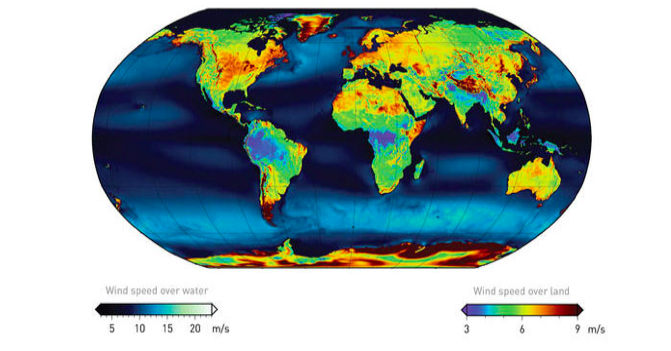 Wind speed over water
5 10 15 20 m/s
Wind speed over land
3 6 9 m/s